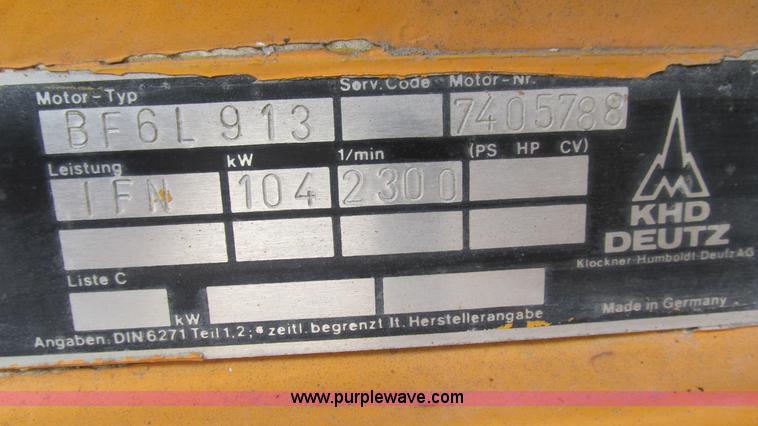 Motor-Typ Serv.Code Motor-Nr.
BF6L913 7405788
Leistung kW 1/min (PS HP CV)
IFN 104 2300
KHD
DEUTZ
Klöckner-Humboldt-Deutz AG
Liste C
kW
Made in Germany
Angaben: DIN 6271 Teil 1,2; * zeitl. begrenzt lt. Herstellerangabe
www.purplewave.com